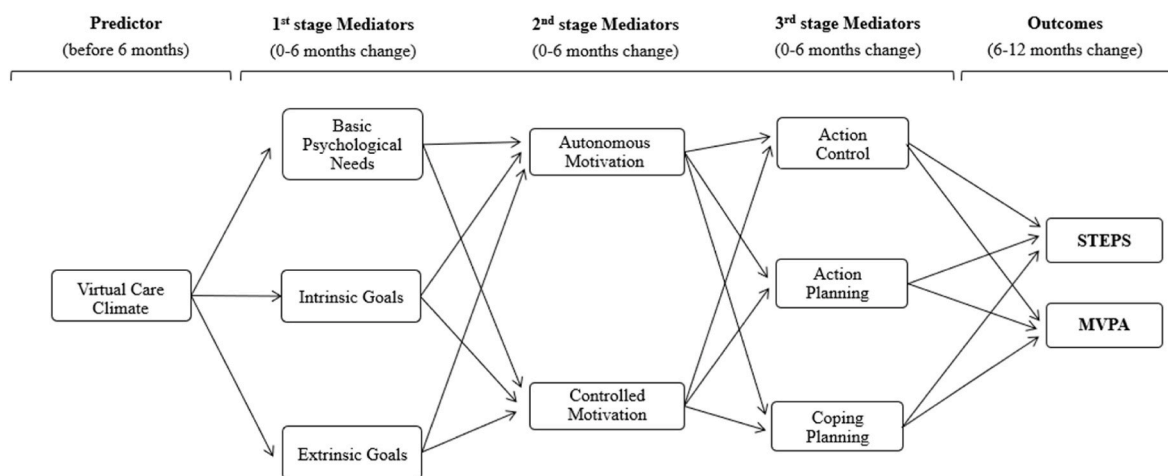 Predictor
(before 6 months)
1st stage Mediators
(0-6 months change)
2nd stage Mediators
(0-6 months change)
3rd stage Mediators
(0-6 months change)
Outcomes
(6-12 months change)
Virtual Care
Climate
Basic
Psychological
Needs
Intrinsic Goals
Extrinsic Goals
Autonomous
Motivation
Controlled
Motivation
Action
Control
Action
Planning
Coping
Planning
STEPS
MVPA